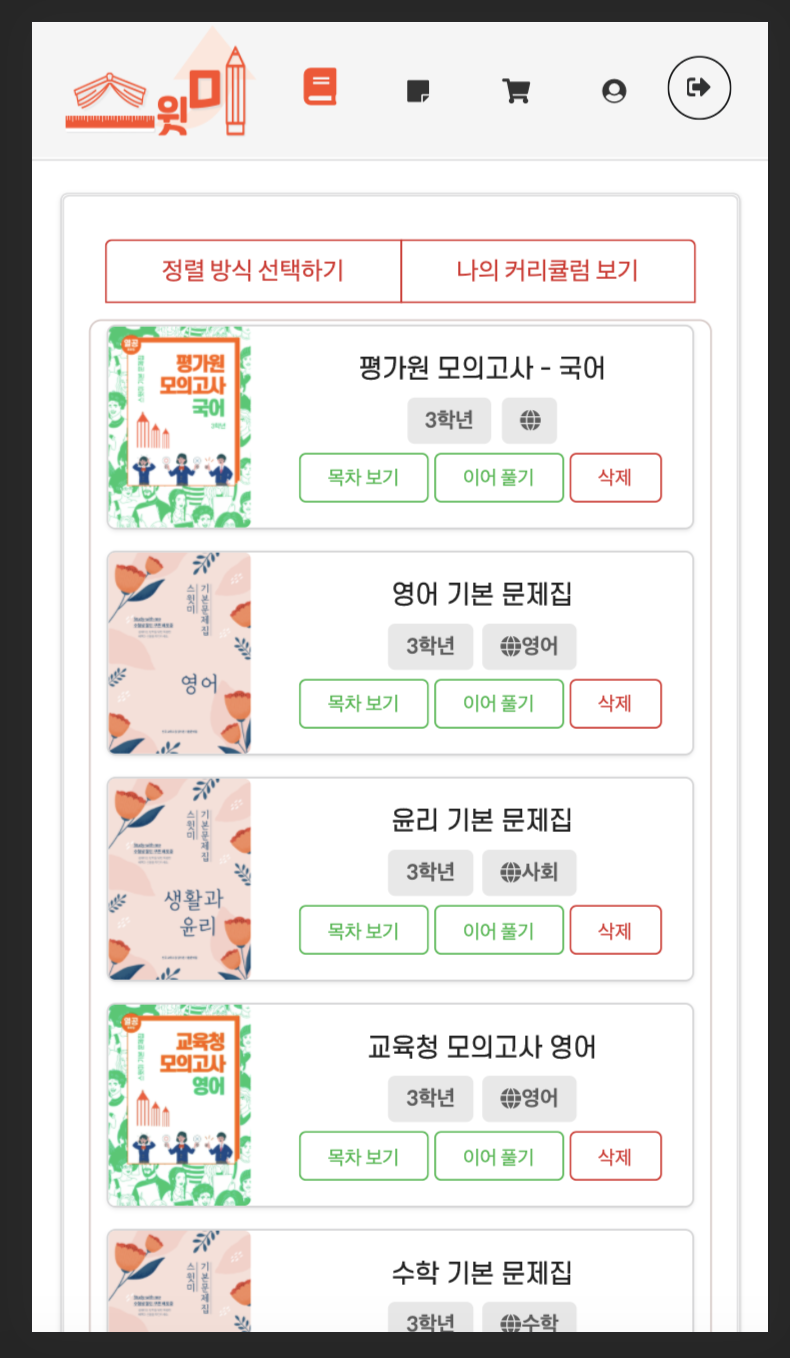 윗미
정렬 방식 선택하기
나의 커리큘럼 보기
열공
평가원
모의고사
국어
3학년
평가원 모의고사 - 국어
3학년
목차 보기
이어 풀기
삭제
스윗미
기본문제집
영어
영어 기본 문제집
3학년
영어
목차 보기
이어 풀기
삭제
스윗미
기본문제집
생활과
윤리
윤리 기본 문제집
3학년
사회
목차 보기
이어 풀기
삭제
열공
교육청
모의고사
영어
교육청 모의고사 영어
3학년
영어
목차 보기
이어 풀기
삭제
스윗미
기본문제집
수학 기본 문제집
3학년
수학